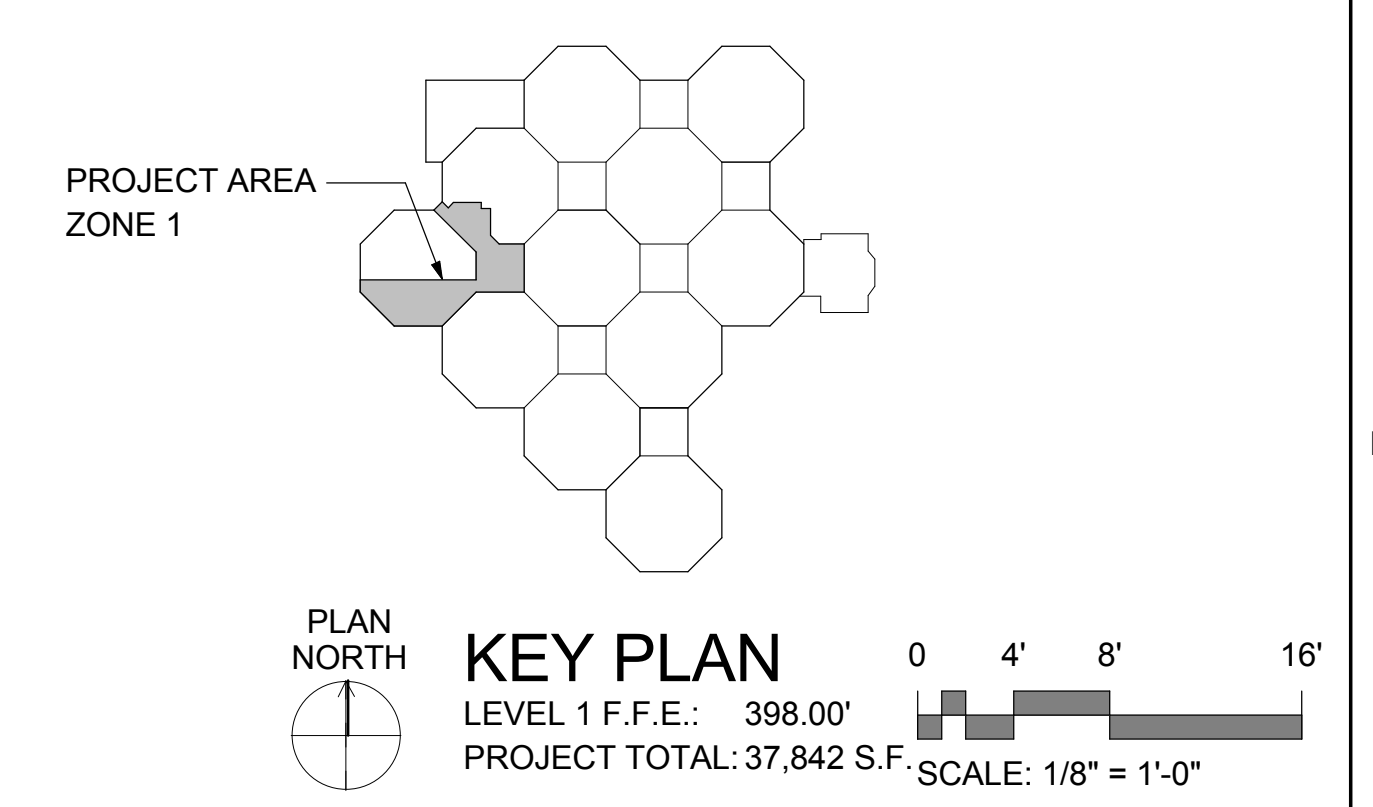 PROJECT AREA
ZONE 1
PLAN
NORTH
KEY PLAN
LEVEL 1 F.F.E.: 398.00'
PROJECT TOTAL: 37,842 S.F.
0 4' 8' 16'
SCALE: 1/8" = 1'-0"